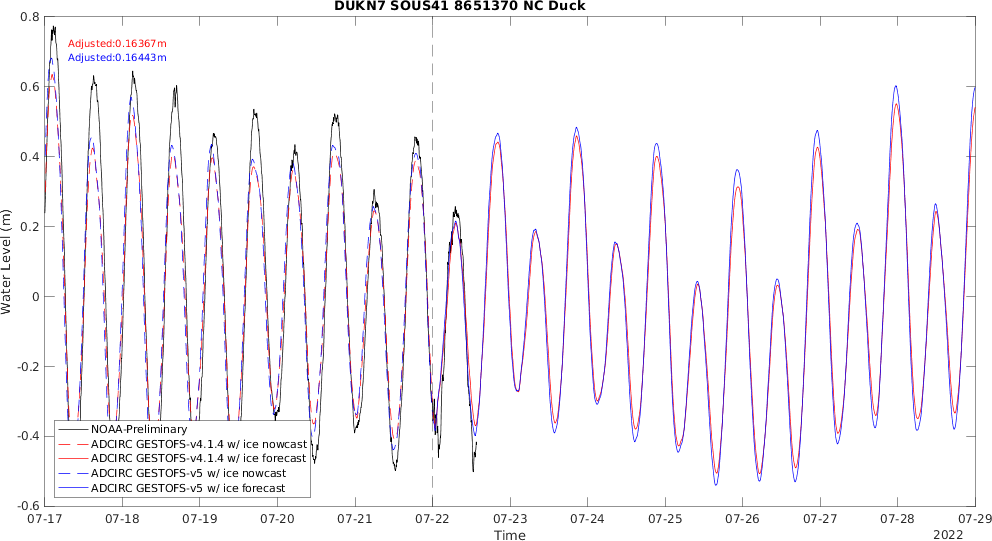 DUKN7 SOUS41 8651370 NC Duck
Adjusted:0.16367m
Adjusted:0.16443m
Water Level (m)
0.8
0.6
0.4
0.2
0
-0.2
-0.4
-0.6
NOAA-Preliminary
ADCIRC GESTOFS-v4.1.4 w/ ice nowcast
ADCIRC GESTOFS-v4.1.4 w/ ice forecast
ADCIRC GESTOFS-v5 w/ ice nowcast
ADCIRC GESTOFS-v5 w/ ice forecast
07-17 07-18 07-19 07-20 07-21 07-22 07-23 07-24 07-25 07-26 07-27 07-28 07-29
Time
2022